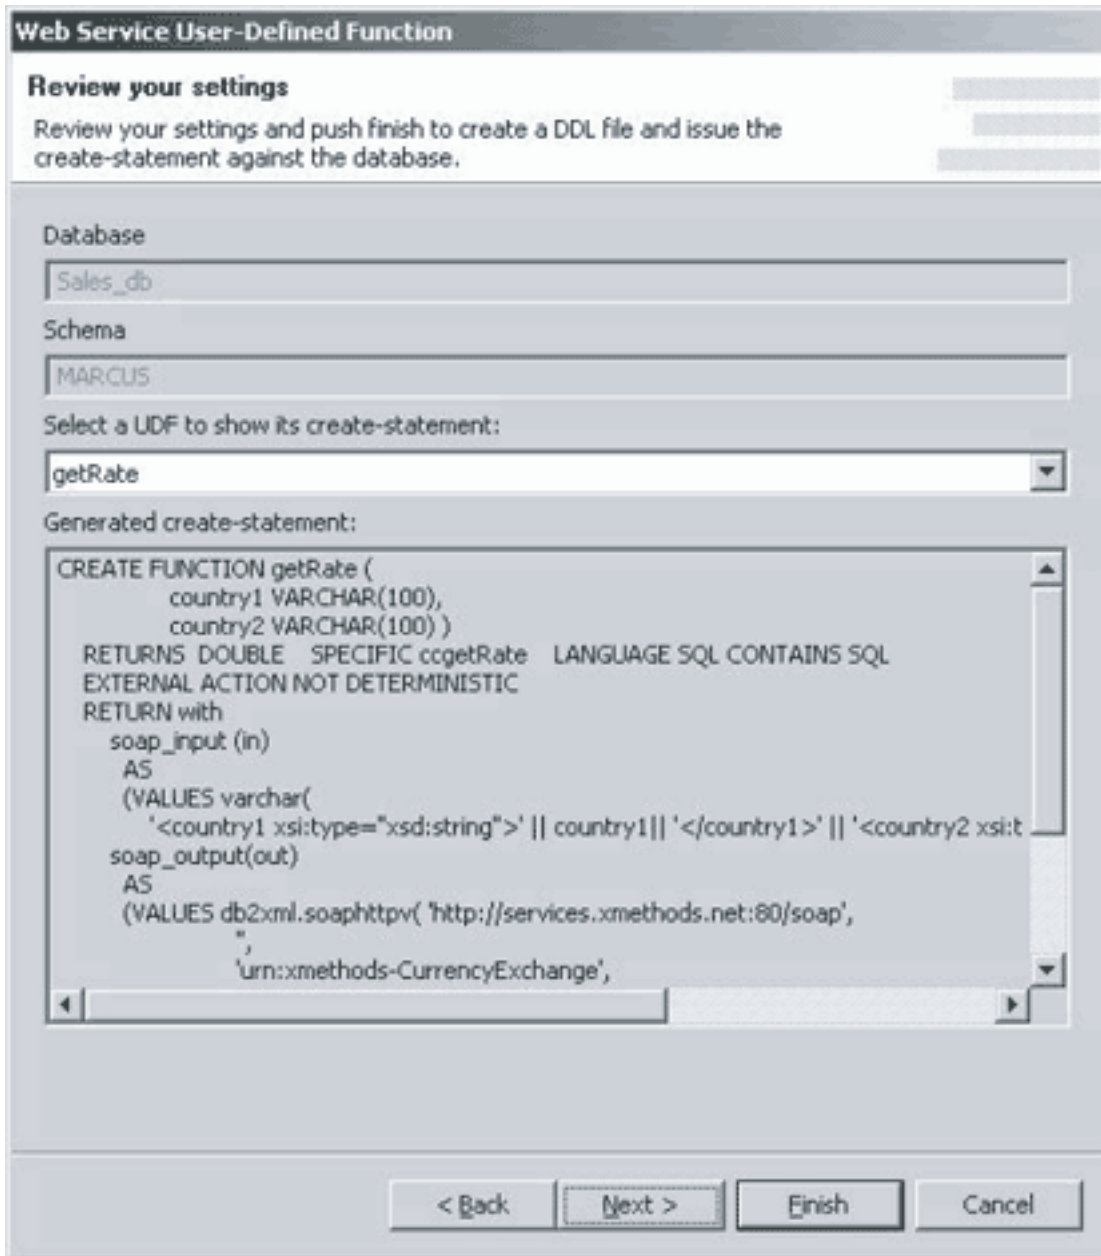 Web Service User-Defined Function
Review your settings
Review your settings and push finish to create a DDL file and issue the
create-statement against the database.
Database
Sales_db
Schema
MARCUS
Select a UDF to show its create-statement:
getRate
Generated create-statement:
CREATE FUNCTION getRate (
country1 VARCHAR(100),
country2 VARCHAR(100) )
RETURNS DOUBLE SPECIFIC ccgetRate LANGUAGE SQL CONTAINS SQL
EXTERNAL ACTION NOT DETERMINISTIC
RETURN with
soap_input (in)
AS
(VALUES varchar(
'<country1 xsi:type="xsd:string">' || country1|| '</country1>' || '<country2 xsi:t
soap_output(out)
AS
(VALUES db2xml.soaphttpv( 'http://services.xmethods.net:80/soap',
'',
'urn:xmethods-CurrencyExchange',
< Back
Next >
Finish
Cancel